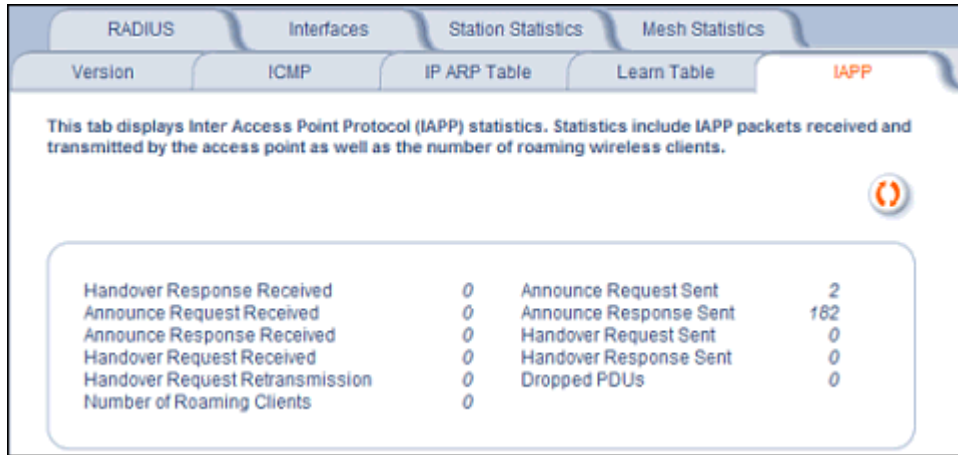 RADIUS Interfaces Station Statistics Mesh Statistics
Version ICMP IP ARP Table Learn Table IAPP
This tab displays Inter Access Point Protocol (IAPP) statistics. Statistics include IAPP packets received and
transmitted by the access point as well as the number of roaming wireless clients.
Handover Response Received 0 Announce Request Sent 2
Announce Request Received 0 Announce Response Sent 182
Announce Response Received 0 Handover Request Sent 0
Handover Request Received 0 Handover Response Sent 0
Handover Request Retransmission 0 Dropped PDUs 0
Number of Roaming Clients 0